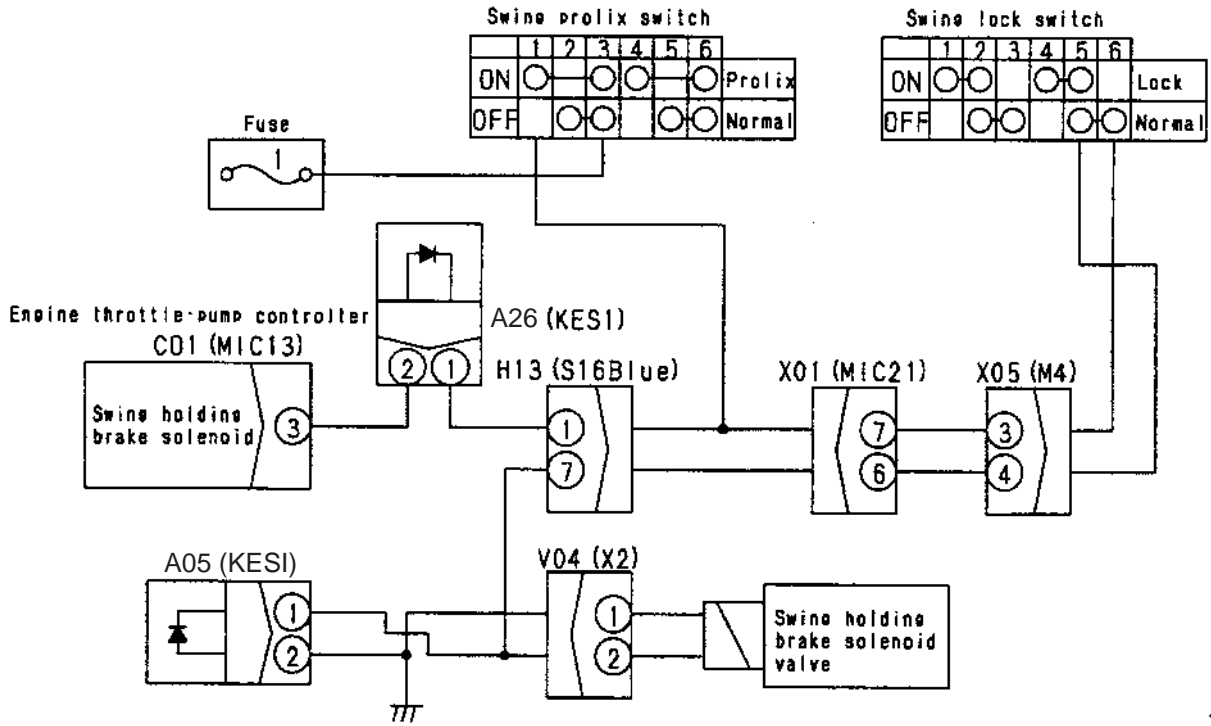 Swing prolix switch
1 2 3 4 5 6
ON Prolix
OFF Normal
Swing lock switch
1 2 3 4 5 6
ON Lock
OFF Normal
Fuse
1
Engine throttle·pump controller
C01 (MIC13)
Swing holding
brake solenoid
3
A26 (KES1)
2 1
H13 (S16Blue)
1
7
X01 (MIC21)
7
6
X05 (M4)
3
4
A05 (KESI)
1
2
V04 (X2)
1
2
Swing holding
brake solenoid
valve